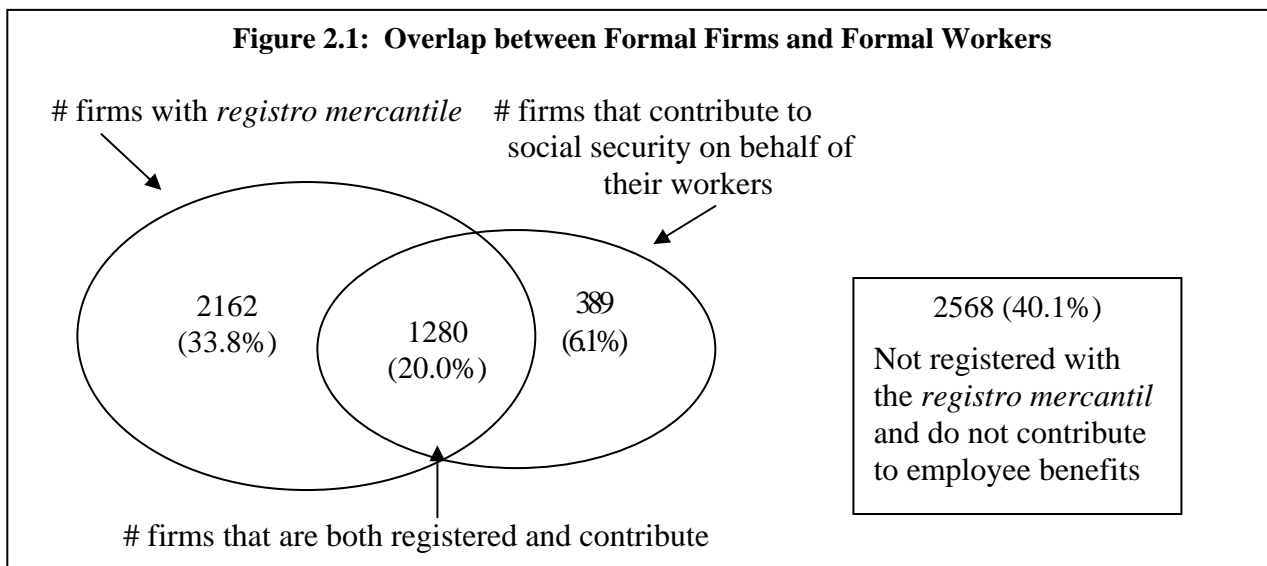 Figure 2.1: Overlap between Formal Firms and Formal Workers
# firms with registro mercantile
# firms that contribute to
social security on behalf of
their workers
2162
(33.8%)
1280
(20.0%)
389
(6.1%)
2568 (40.1%)
Not registered with
the registro mercantil
and do not contribute
to employee benefits
# firms that are both registered and contribute